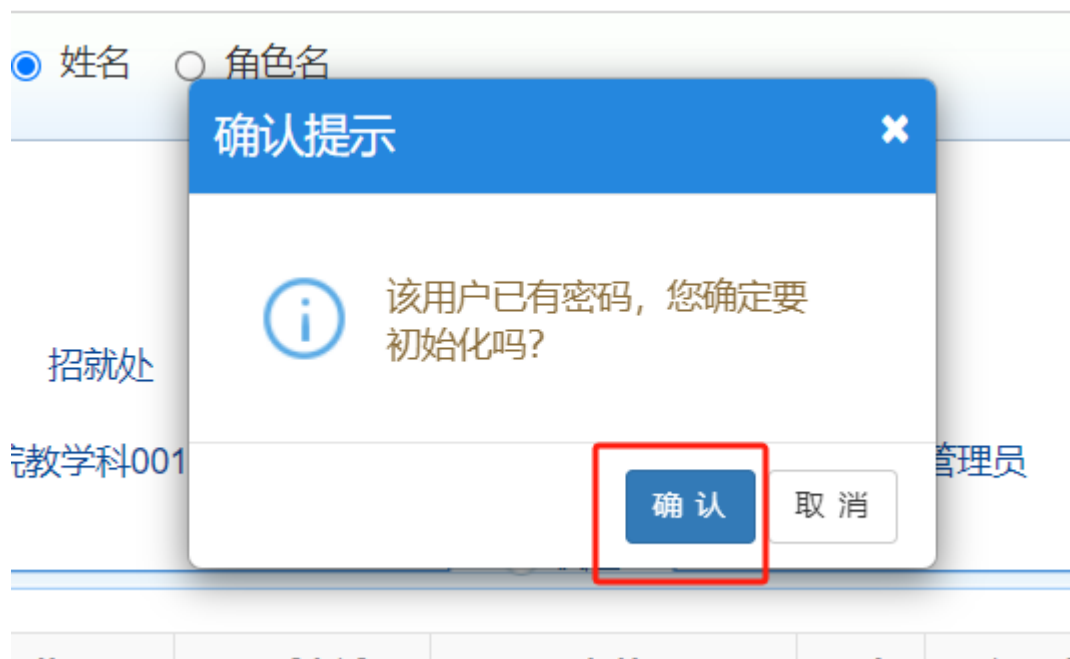 姓名 角色名
确认提示
该用户已有密码，您确定要
初始化吗?
招就处
院教学科001
管理员
确 认 取 消